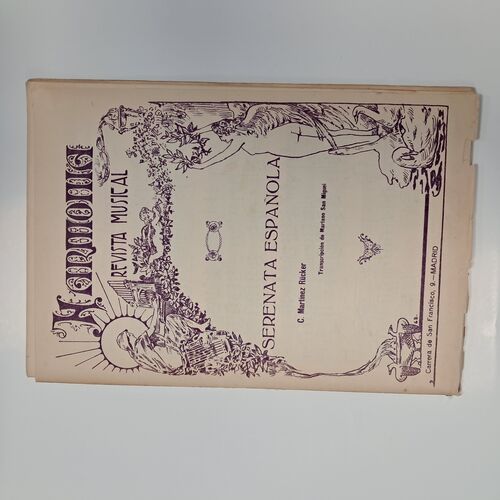 HARMONIA
REVISTA MUSICAL
SERENATA ESPAÑOLA
C. Martínez Rücker
Transcripción de Mariano San Miguel
Carrera de San Francisco, 9.—MADRID